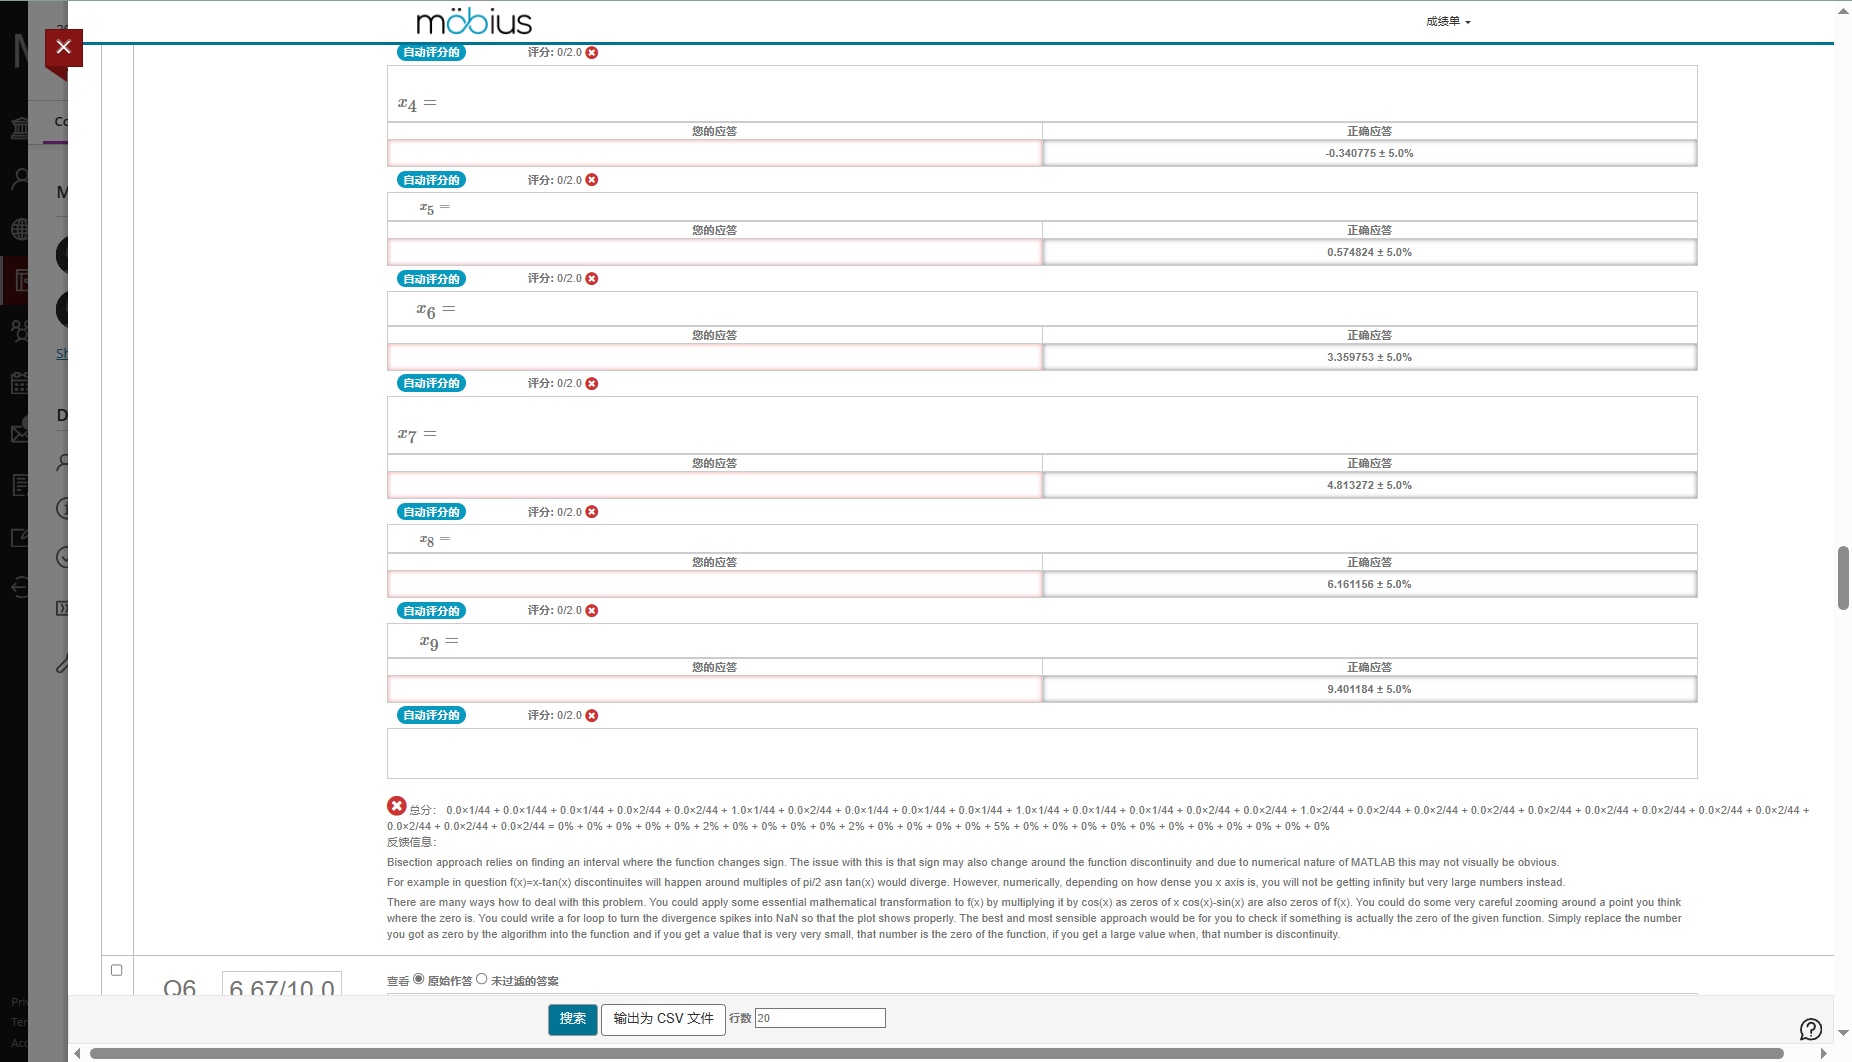 möbius
成绩单
自动评分的 评分: 0/2.0
x4 =
您的应答 正确应答
-0.340775 ± 5.0%
自动评分的 评分: 0/2.0
x5 =
您的应答 正确应答
0.574824 ± 5.0%
自动评分的 评分: 0/2.0
x6 =
您的应答 正确应答
3.359753 ± 5.0%
自动评分的 评分: 0/2.0
x7 =
您的应答 正确应答
4.813272 ± 5.0%
自动评分的 评分: 0/2.0
x8 =
您的应答 正确应答
6.161156 ± 5.0%
自动评分的 评分: 0/2.0
x9 =
您的应答 正确应答
9.401184 ± 5.0%
自动评分的 评分: 0/2.0
总分: 0.0×1/44 + 0.0×1/44 + 0.0×1/44 + 0.0×2/44 + 0.0×2/44 + 1.0×1/44 + 0.0×2/44 + 0.0×1/44 + 0.0×1/44 + 0.0×1/44 + 1.0×1/44 + 0.0×1/44 + 0.0×1/44 + 0.0×2/44 + 0.0×2/44 + 1.0×2/44 + 0.0×2/44 + 0.0×2/44 + 0.0×2/44 + 0.0×2/44 + 0.0×2/44 + 0.0×2/44 + 0.0×2/44 + 0.0×2/44 +
0.0×2/44 + 0.0×2/44 + 0.0×2/44 = 0% + 0% + 0% + 0% + 0% + 2% + 0% + 0% + 0% + 0% + 2% + 0% + 0% + 0% + 0% + 5% + 0% + 0% + 0% + 0% + 0% + 0% + 0% + 0% + 0% + 0% + 0%
反馈信息:
Bisection approach relies on finding an interval where the function changes sign. The issue with this is that sign may also change around the function discontinuity and due to numerical nature of MATLAB this may not visually be obvious.
For example in question f(x)=x-tan(x) discontinuites will happen around multiples of pi/2 asn tan(x) would diverge. However, numerically, depending on how dense you x axis is, you will not be getting infinity but very large numbers instead.
There are many ways how to deal with this problem. You could apply some essential mathematical transformation to f(x) by multiplying it by cos(x) as zeros of x cos(x)-sin(x) are also zeros of f(x). You could do some very careful zooming around a point you think
where the zero is. You could write a for loop to turn the divergence spikes into NaN so that the plot shows properly. The best and most sensible approach would be for you to check if something is actually the zero of the given function. Simply replace the number
you got as zero by the algorithm into the function and if you get a value that is very very small, that number is the zero of the function, if you get a large value when, that number is discontinuity.
Q6 6.67/10.0 查看 原始作答 未过滤的答案
搜索 输出为 CSV 文件 行数 20